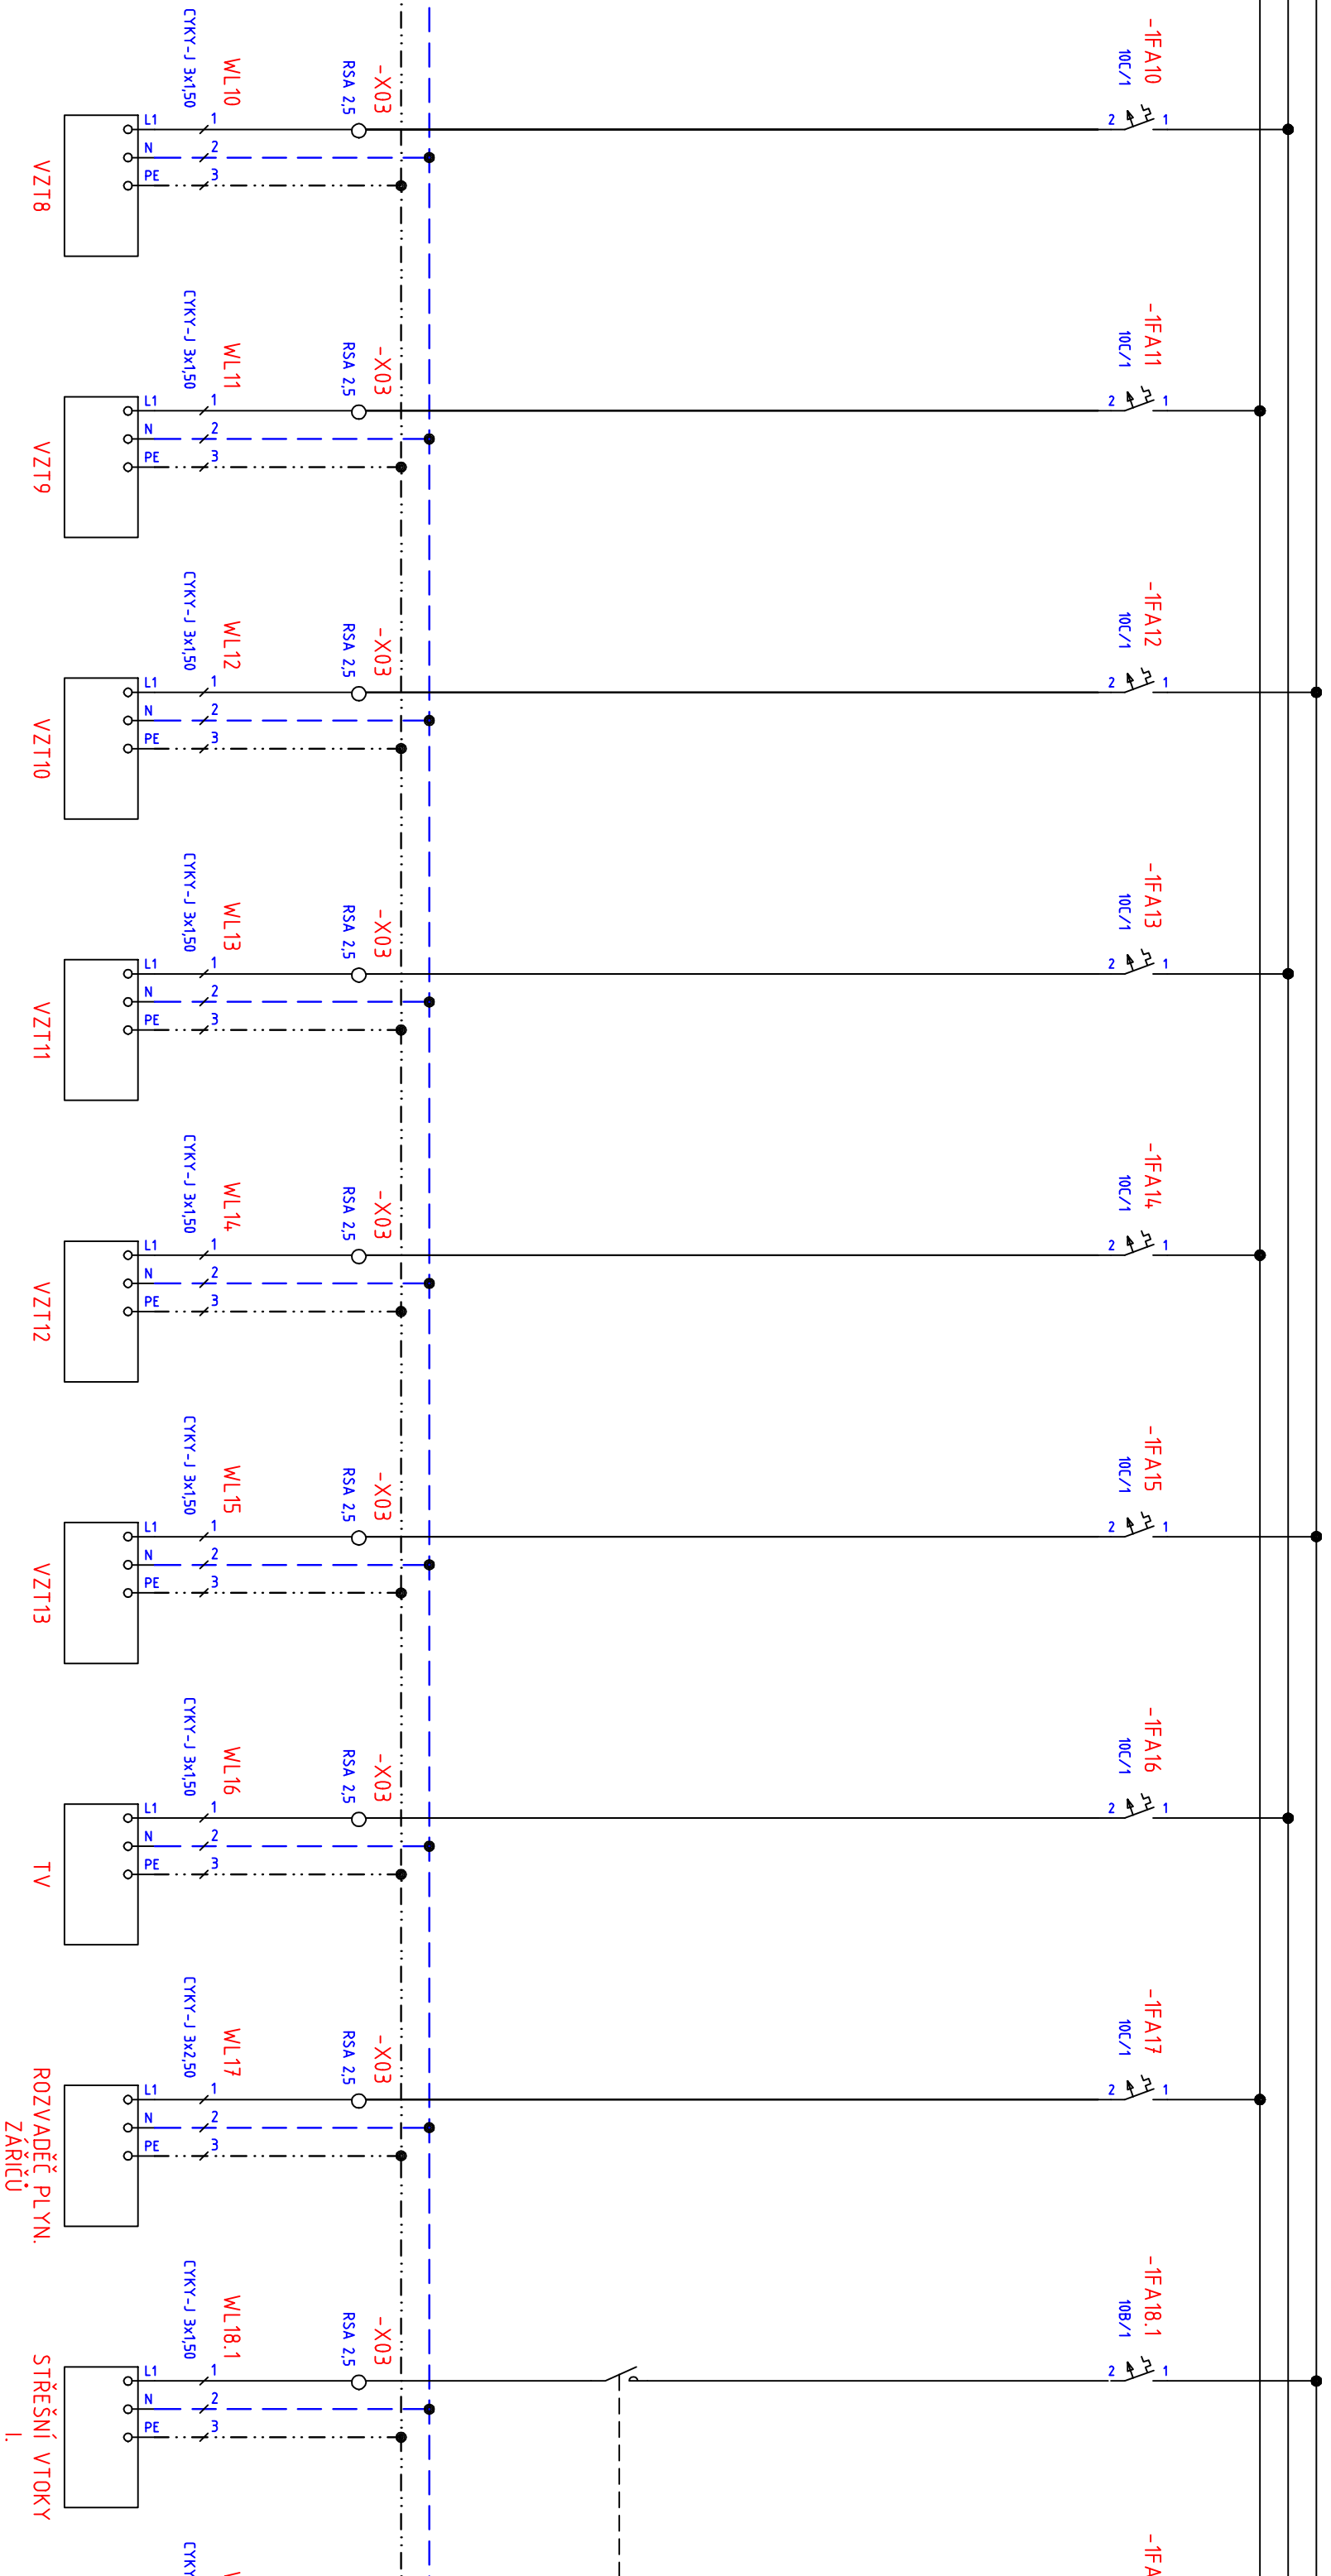 -1FA10
10C/1
1
2
-X03
RSA 2,5
WL10
CYKY-J 3x1,50
1
2
3
L1
N
PE
VZT8
-1FA11
10C/1
1
2
-X03
RSA 2,5
WL11
CYKY-J 3x1,50
1
2
3
L1
N
PE
VZT9
-1FA12
10C/1
1
2
-X03
RSA 2,5
WL12
CYKY-J 3x1,50
1
2
3
L1
N
PE
VZT10
-1FA13
10C/1
1
2
-X03
RSA 2,5
WL13
CYKY-J 3x1,50
1
2
3
L1
N
PE
VZT11
-1FA14
10C/1
1
2
-X03
RSA 2,5
WL14
CYKY-J 3x1,50
1
2
3
L1
N
PE
VZT12
-1FA15
10C/1
1
2
-X03
RSA 2,5
WL15
CYKY-J 3x1,50
1
2
3
L1
N
PE
VZT13
-1FA16
10C/1
1
2
-X03
RSA 2,5
WL16
CYKY-J 3x1,50
1
2
3
L1
N
PE
TV
-1FA17
10C/1
1
2
-X03
RSA 2,5
WL17
CYKY-J 3x2,50
1
2
3
L1
N
PE
ROZVADĚČ PLYN.
ZÁŘIČŮ
-1FA18.1
10B/1
1
2
-X03
RSA 2,5
WL18.1
CYKY-J 3x1,50
1
2
3
L1
N
PE
STŘEŠNÍ VTOKY
I.
-1FA
CYKY